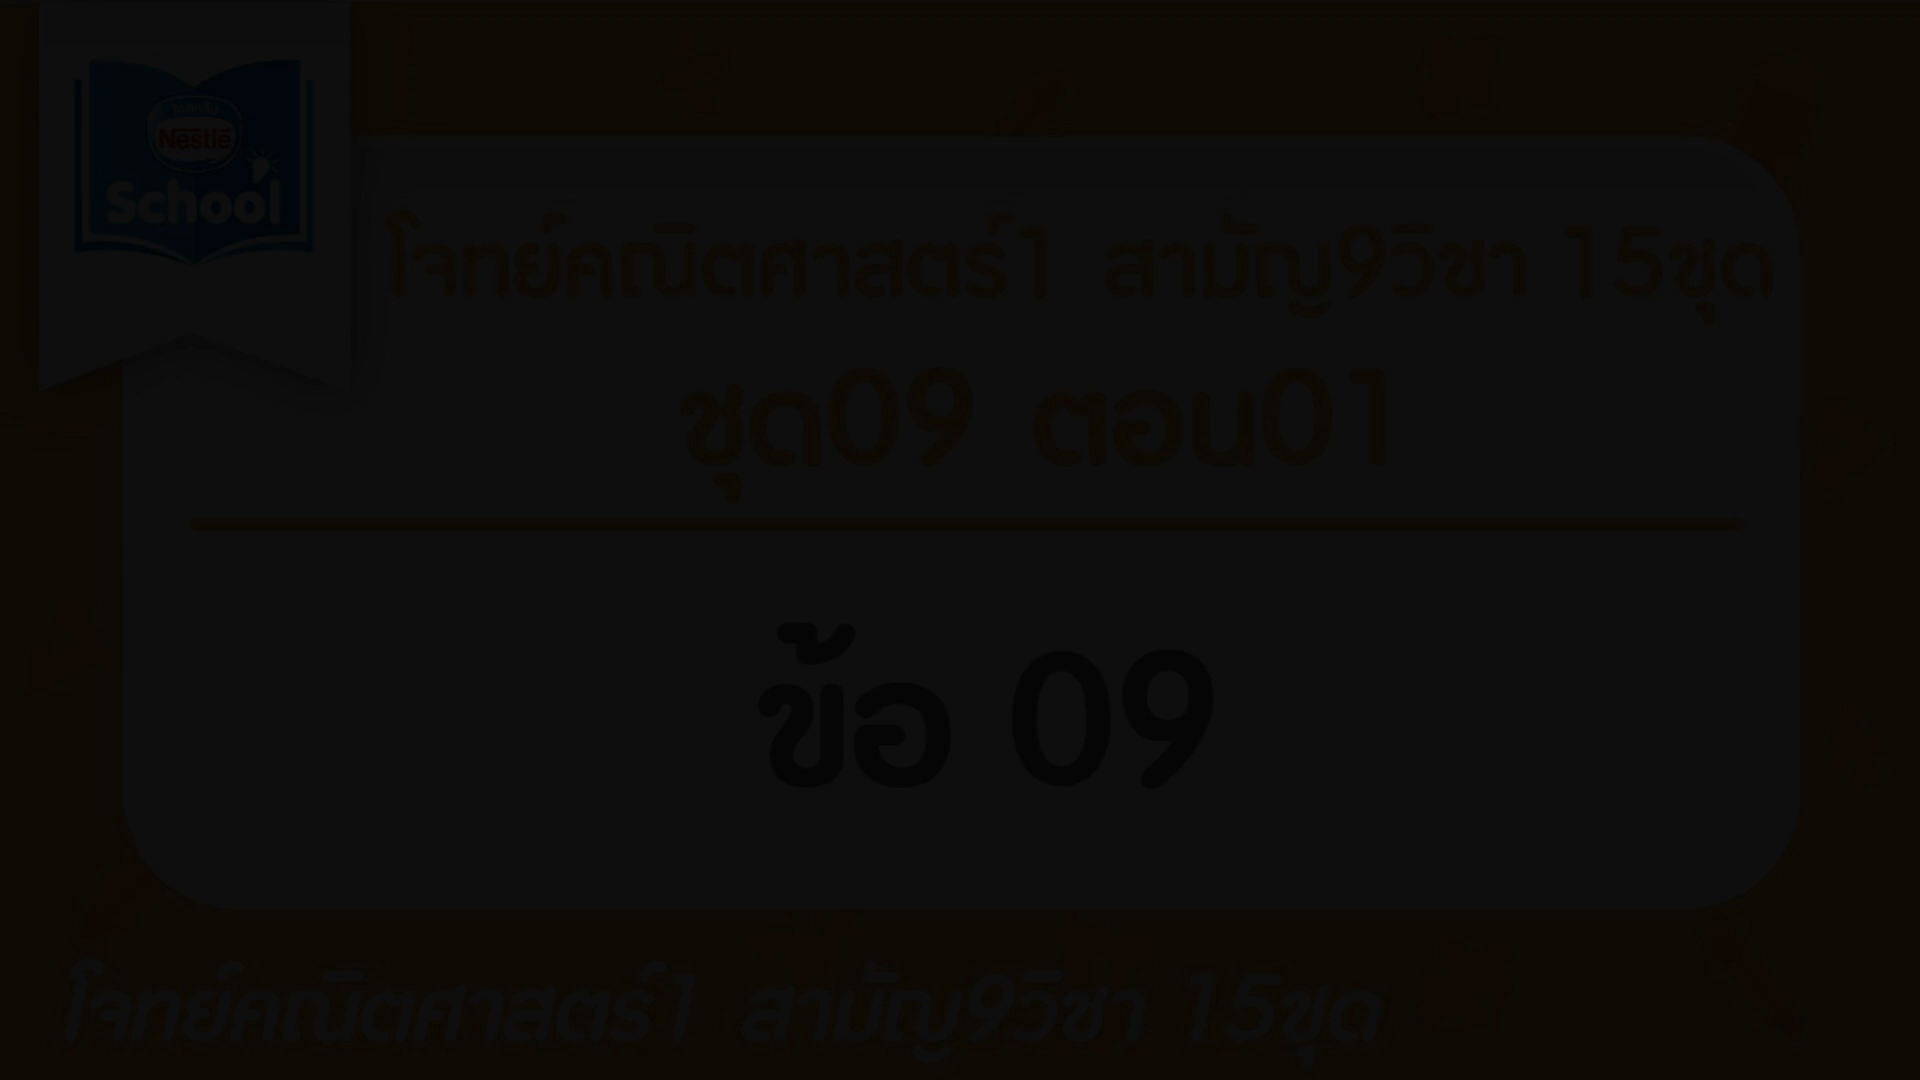 Nestlé
School
โจทย์คณิตศาสตร์1 สามัญ9วิชา 15ชุด
ชุด09 ตอน01
ข้อ 09
โจทย์คณิตศาสตร์1 สามัญ9วิชา 15ชุด